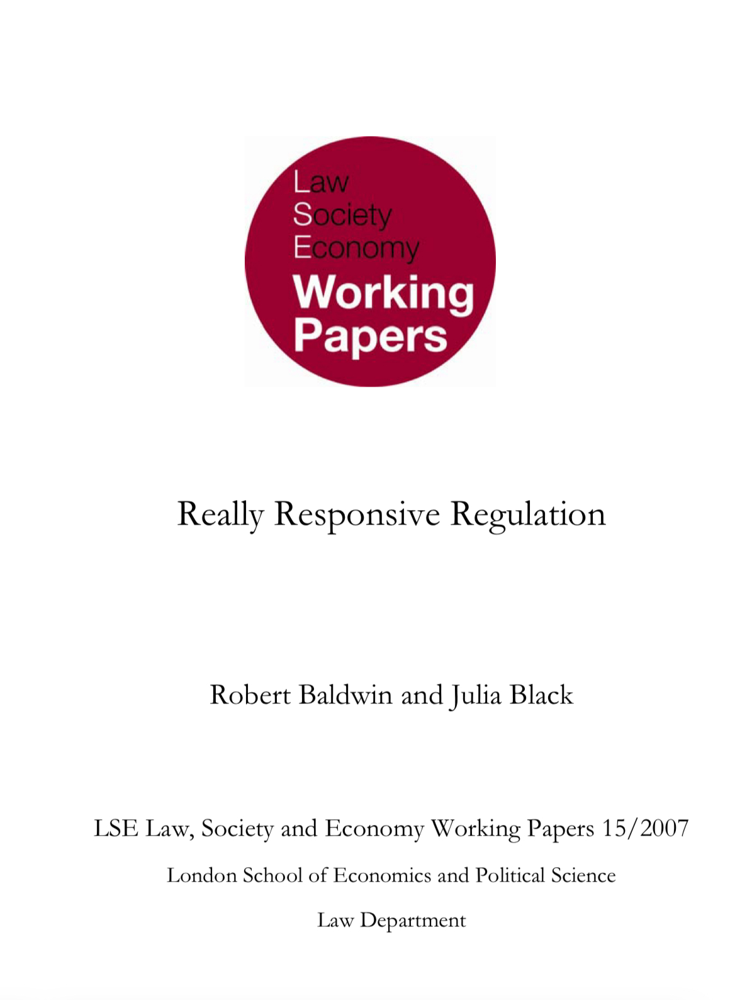 Law
Society
Economy
Working
Papers
Really Responsive Regulation
Robert Baldwin and Julia Black
LSE Law, Society and Economy Working Papers 15/2007
London School of Economics and Political Science
Law Department